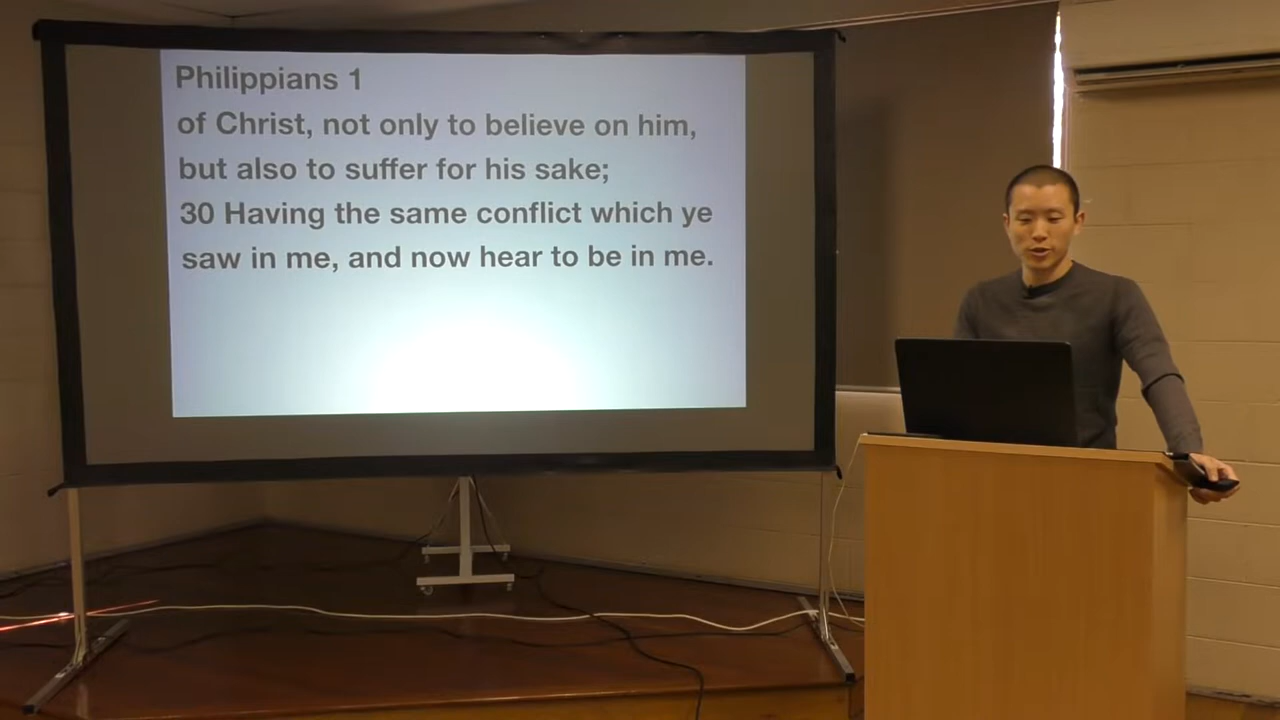 Philippians 1
of Christ, not only to believe on him,
but also to suffer for his sake;
30 Having the same conflict which ye
saw in me, and now hear to be in me.